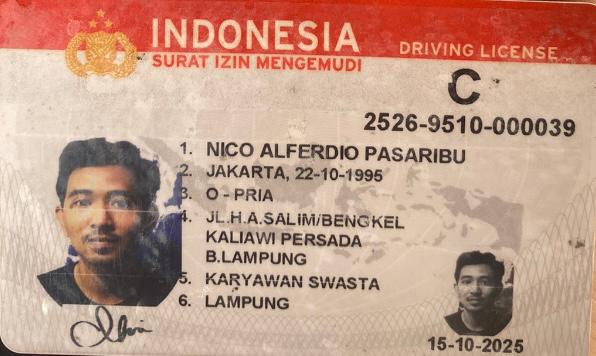 INDONESIA
SURAT IZIN MENGEMUDI
DRIVING LICENSE
C
2526-9510-000039
1. NICO ALFERDIO PASARIBU
2. JAKARTA, 22-10-1995
3. O - PRIA
4. JL.H.A.SALIM/BENGKEL
KALIAWI PERSADA
B.LAMPUNG
5. KARYAWAN SWASTA
6. LAMPUNG
15-10-2025